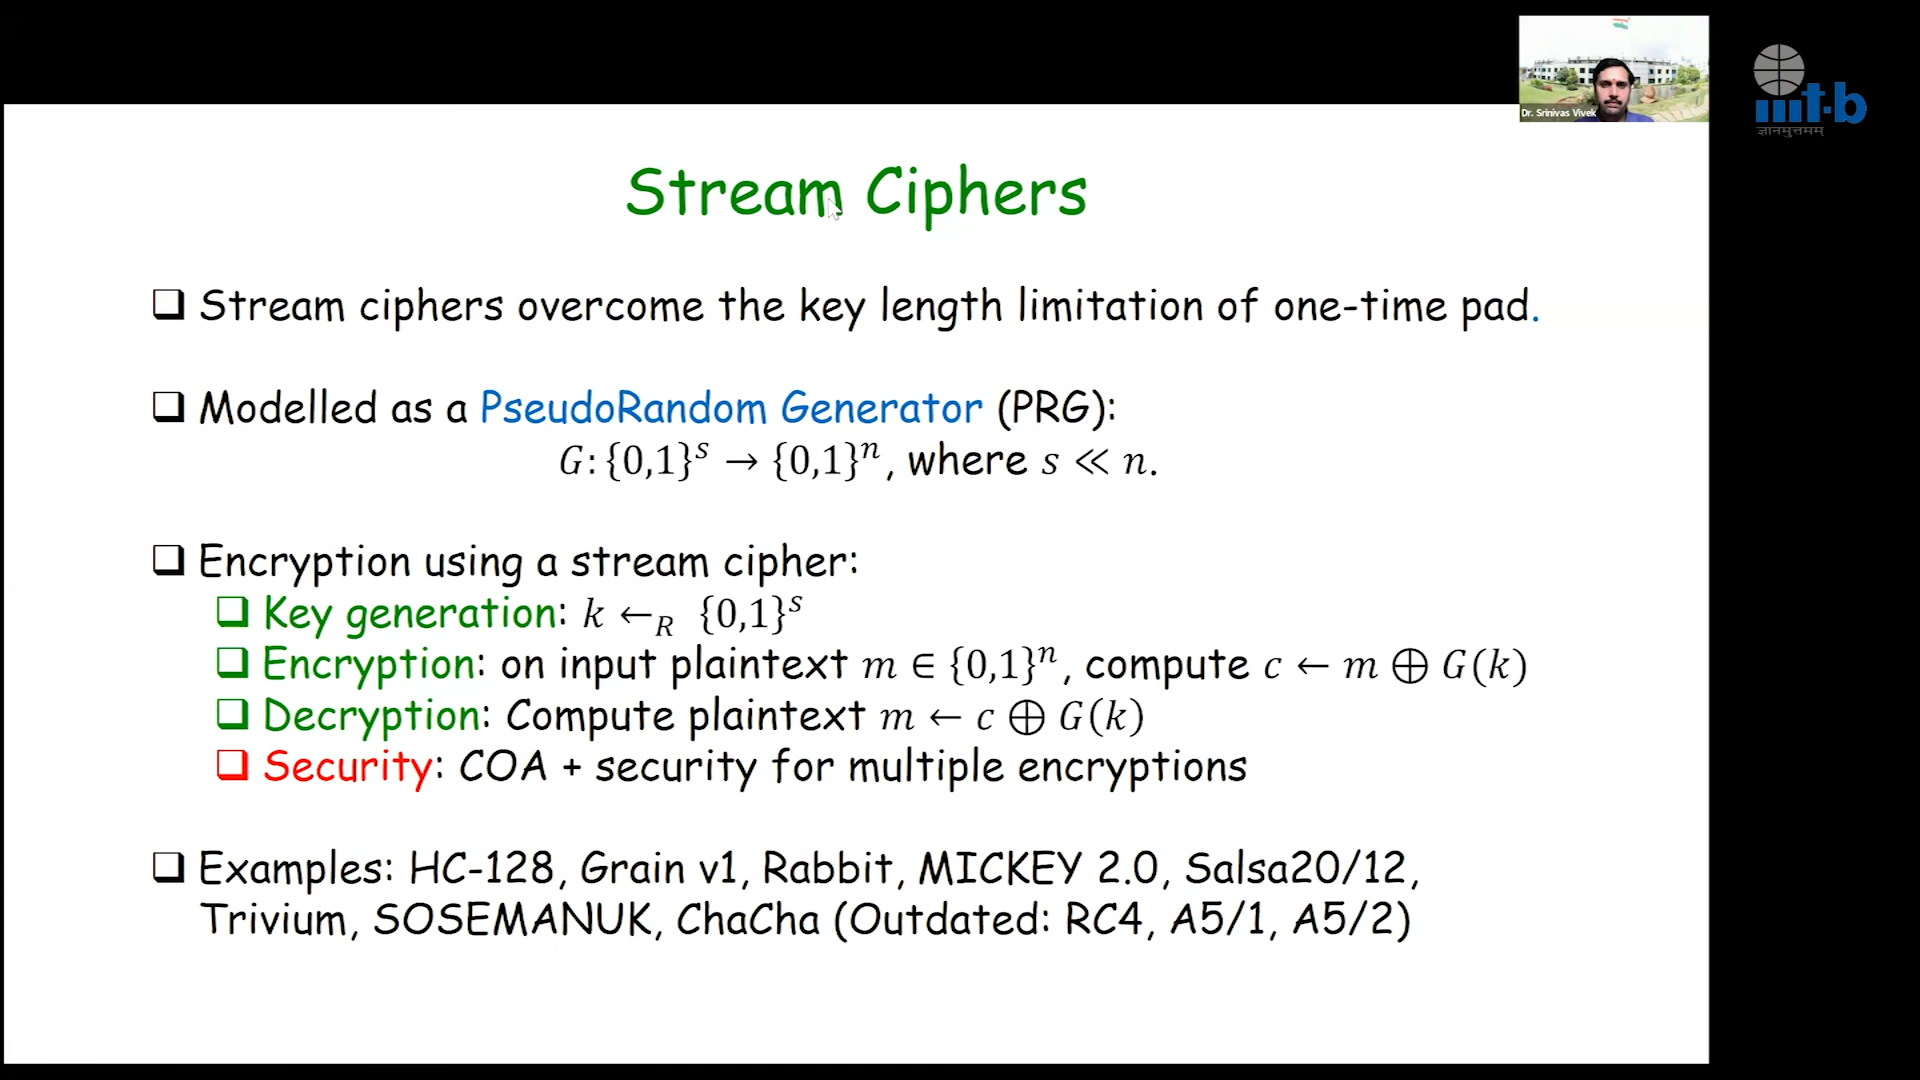 Dr. Srinivas Vivek
iiit-b
ज्ञानमुत्तमम्
Stream Ciphers
❑ Stream ciphers overcome the key length limitation of one-time pad.
❑ Modelled as a PseudoRandom Generator (PRG):
G: {0,1}ˢ → {0,1}ⁿ, where s ≪ n.
❑ Encryption using a stream cipher:
❑ Key generation: k ←_R {0,1}ˢ
❑ Encryption: on input plaintext m ∈ {0,1}ⁿ, compute c ← m ⊕ G(k)
❑ Decryption: Compute plaintext m ← c ⊕ G(k)
❑ Security: COA + security for multiple encryptions
❑ Examples: HC-128, Grain v1, Rabbit, MICKEY 2.0, Salsa20/12,
Trivium, SOSEMANUK, ChaCha (Outdated: RC4, A5/1, A5/2)